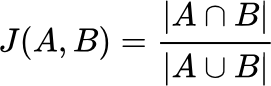 J(A, B) = |A ∩ B| / |A ∪ B|